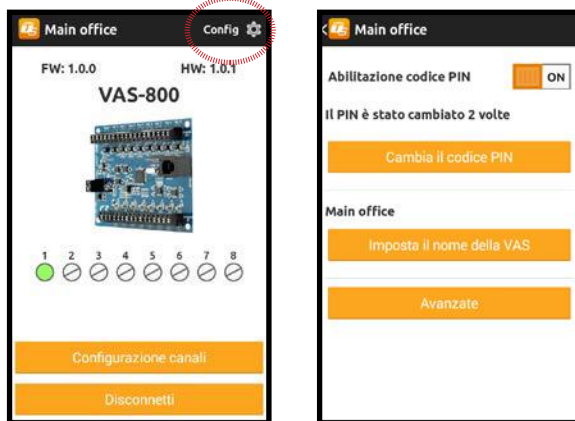 Main office
Config
FW: 1.0.0
HW: 1.0.1
VAS-800
1 2 3 4 5 6 7 8
Configurazione canali
Disconnetti
Main office
Abilitazione codice PIN
ON
Il PIN è stato cambiato 2 volte
Cambia il codice PIN
Main office
Imposta il nome della VAS
Avanzate